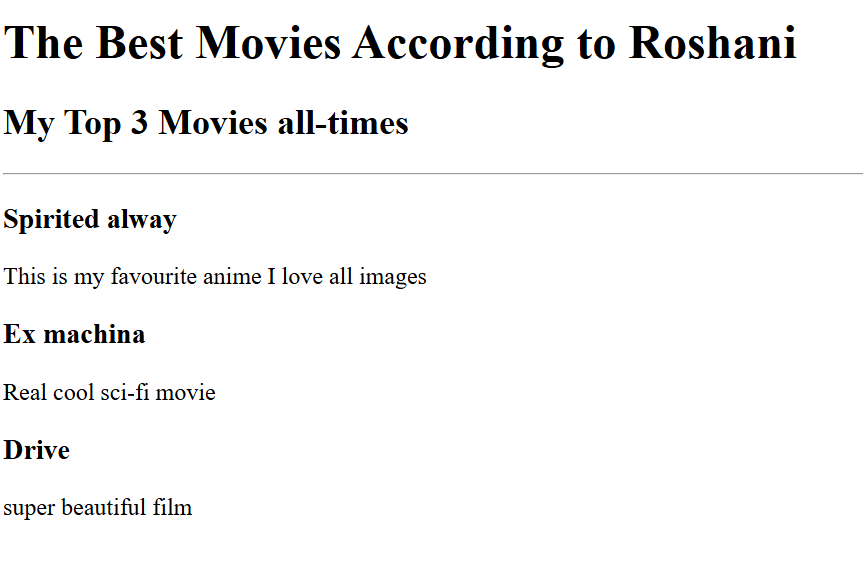 The Best Movies According to Roshani
My Top 3 Movies all-times
Spirited alway
This is my favourite anime I love all images
Ex machina
Real cool sci-fi movie
Drive
super beautiful film